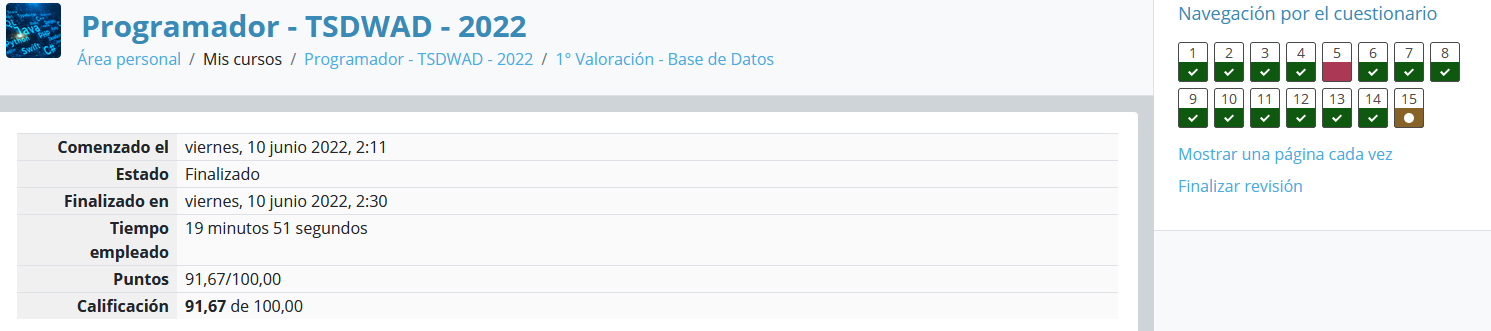 Programador - TSDWAD - 2022
Área personal / Mis cursos / Programador - TSDWAD - 2022 / 1° Valoración - Base de Datos
Comenzado el viernes, 10 junio 2022, 2:11
Estado Finalizado
Finalizado en viernes, 10 junio 2022, 2:30
Tiempo empleado 19 minutos 51 segundos
Puntos 91,67/100,00
Calificación 91,67 de 100,00
Navegación por el cuestionario
1 2 3 4 5 6 7 8
9 10 11 12 13 14 15
Mostrar una página cada vez
Finalizar revisión
Java
Python
Php
Swift
C#